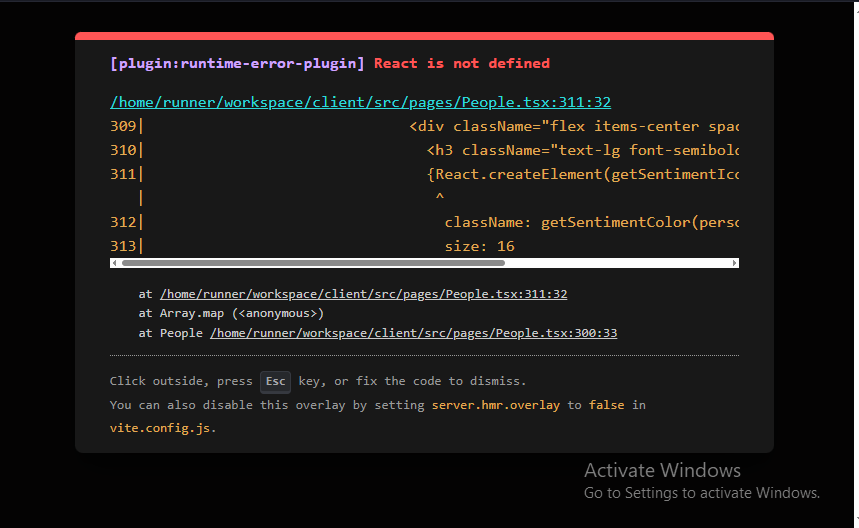 [plugin:runtime-error-plugin] React is not defined
/home/runner/workspace/client/src/pages/People.tsx:311:32
309|                              <div className="flex items-center spac
310|                                <h3 className="text-lg font-semibold
311|                                {React.createElement(getSentimentIco
   |                                 ^
312|                                  className: getSentimentColor(perso
313|                                  size: 16
at /home/runner/workspace/client/src/pages/People.tsx:311:32
at Array.map (<anonymous>)
at People /home/runner/workspace/client/src/pages/People.tsx:300:33
Click outside, press Esc key, or fix the code to dismiss.
You can also disable this overlay by setting server.hmr.overlay to false in
vite.config.js.
Activate Windows
Go to Settings to activate Windows.